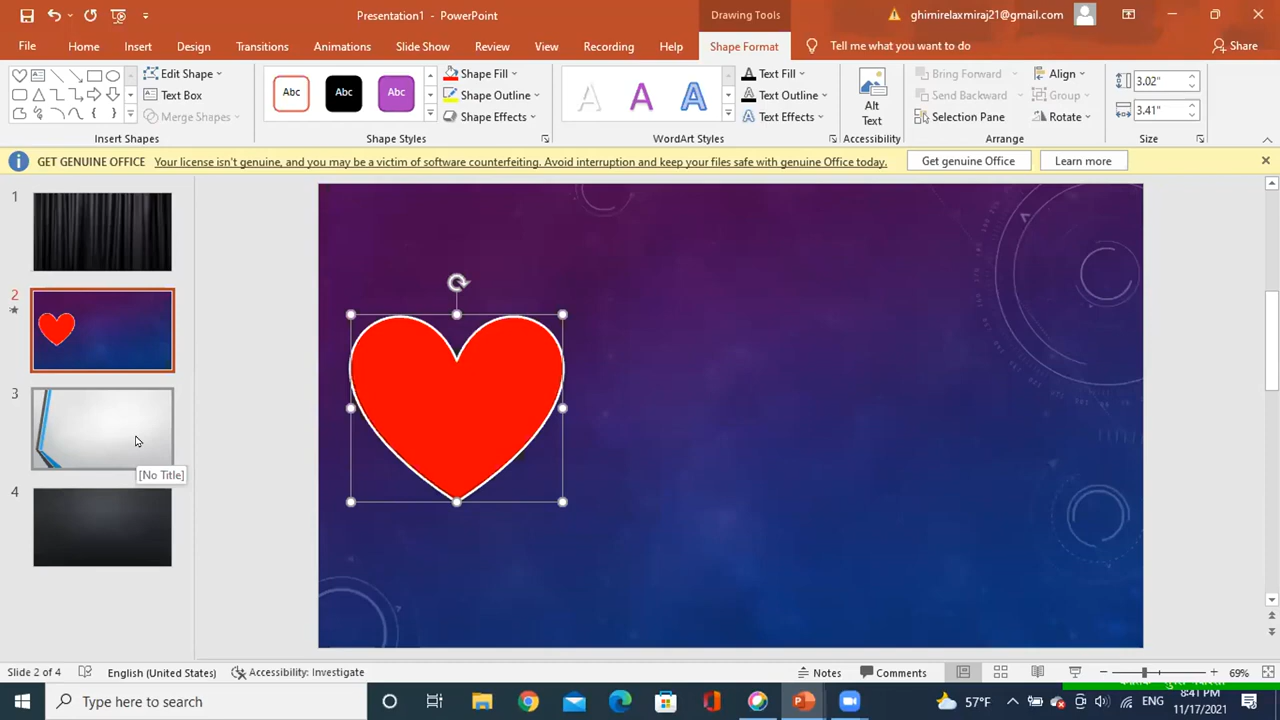 Presentation1 - PowerPoint
ghimirelaxmiraj21@gmail.com
File Home Insert Design Transitions Animations Slide Show Review View Recording Help Shape Format Tell me what you want to do Share
Drawing Tools
Edit Shape
Text Box
Merge Shapes
Insert Shapes
Abc Abc Abc
Shape Fill
Shape Outline
Shape Effects
Shape Styles
A A A
Text Fill
Text Outline
Text Effects
WordArt Styles
Alt
Text
Accessibility
Bring Forward
Send Backward
Selection Pane
Align
Group
Rotate
Arrange
3.02"
3.41"
Size
GET GENUINE OFFICE Your license isn't genuine, and you may be a victim of software counterfeiting. Avoid interruption and keep your files safe with genuine Office today. Get genuine Office Learn more
1
2
3
[No Title]
4
Slide 2 of 4 English (United States) Accessibility: Investigate Notes Comments 69%
Type here to search
57°F
ENG
8:41 PM
11/17/2021